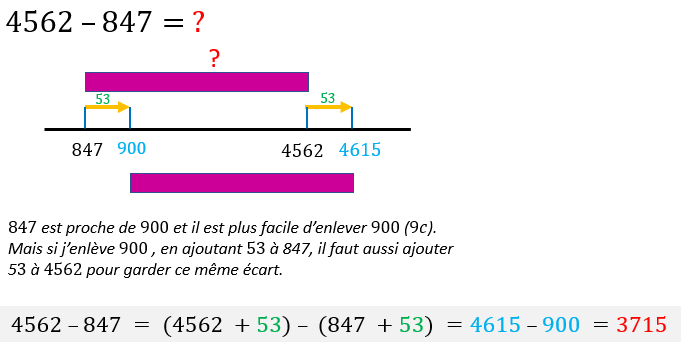 4562 – 847 = ?
?
53 53
847 900 4562 4615
847 est proche de 900 et il est plus facile d’enlever 900 (9c).
Mais si j’enlève 900 , en ajoutant 53 à 847, il faut aussi ajouter
53 à 4562 pour garder ce même écart.
4562 – 847 = (4562 + 53) – (847 + 53) = 4615 – 900 = 3715